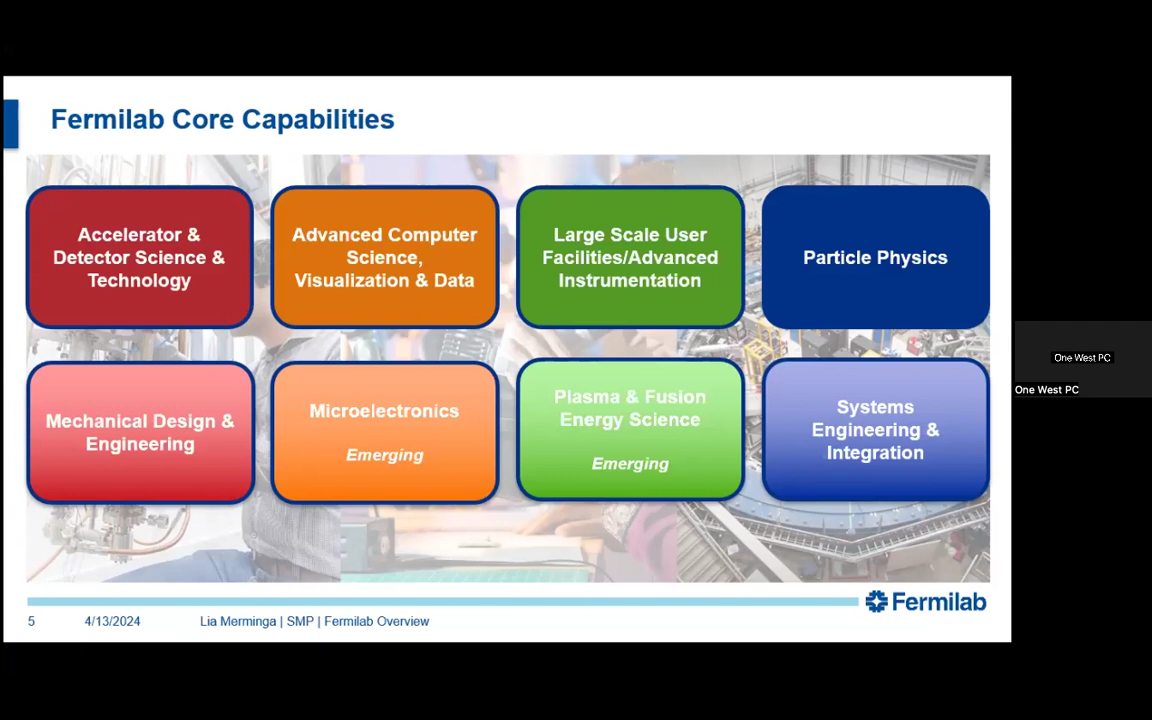 Fermilab Core Capabilities
Accelerator &
Detector Science &
Technology
Advanced Computer
Science,
Visualization & Data
Large Scale User
Facilities/Advanced
Instrumentation
Particle Physics
Mechanical Design &
Engineering
Microelectronics
Emerging
Plasma & Fusion
Energy Science
Emerging
Systems
Engineering &
Integration
One West PC
One West PC
Fermilab
5 4/13/2024 Lia Merminga | SMP | Fermilab Overview